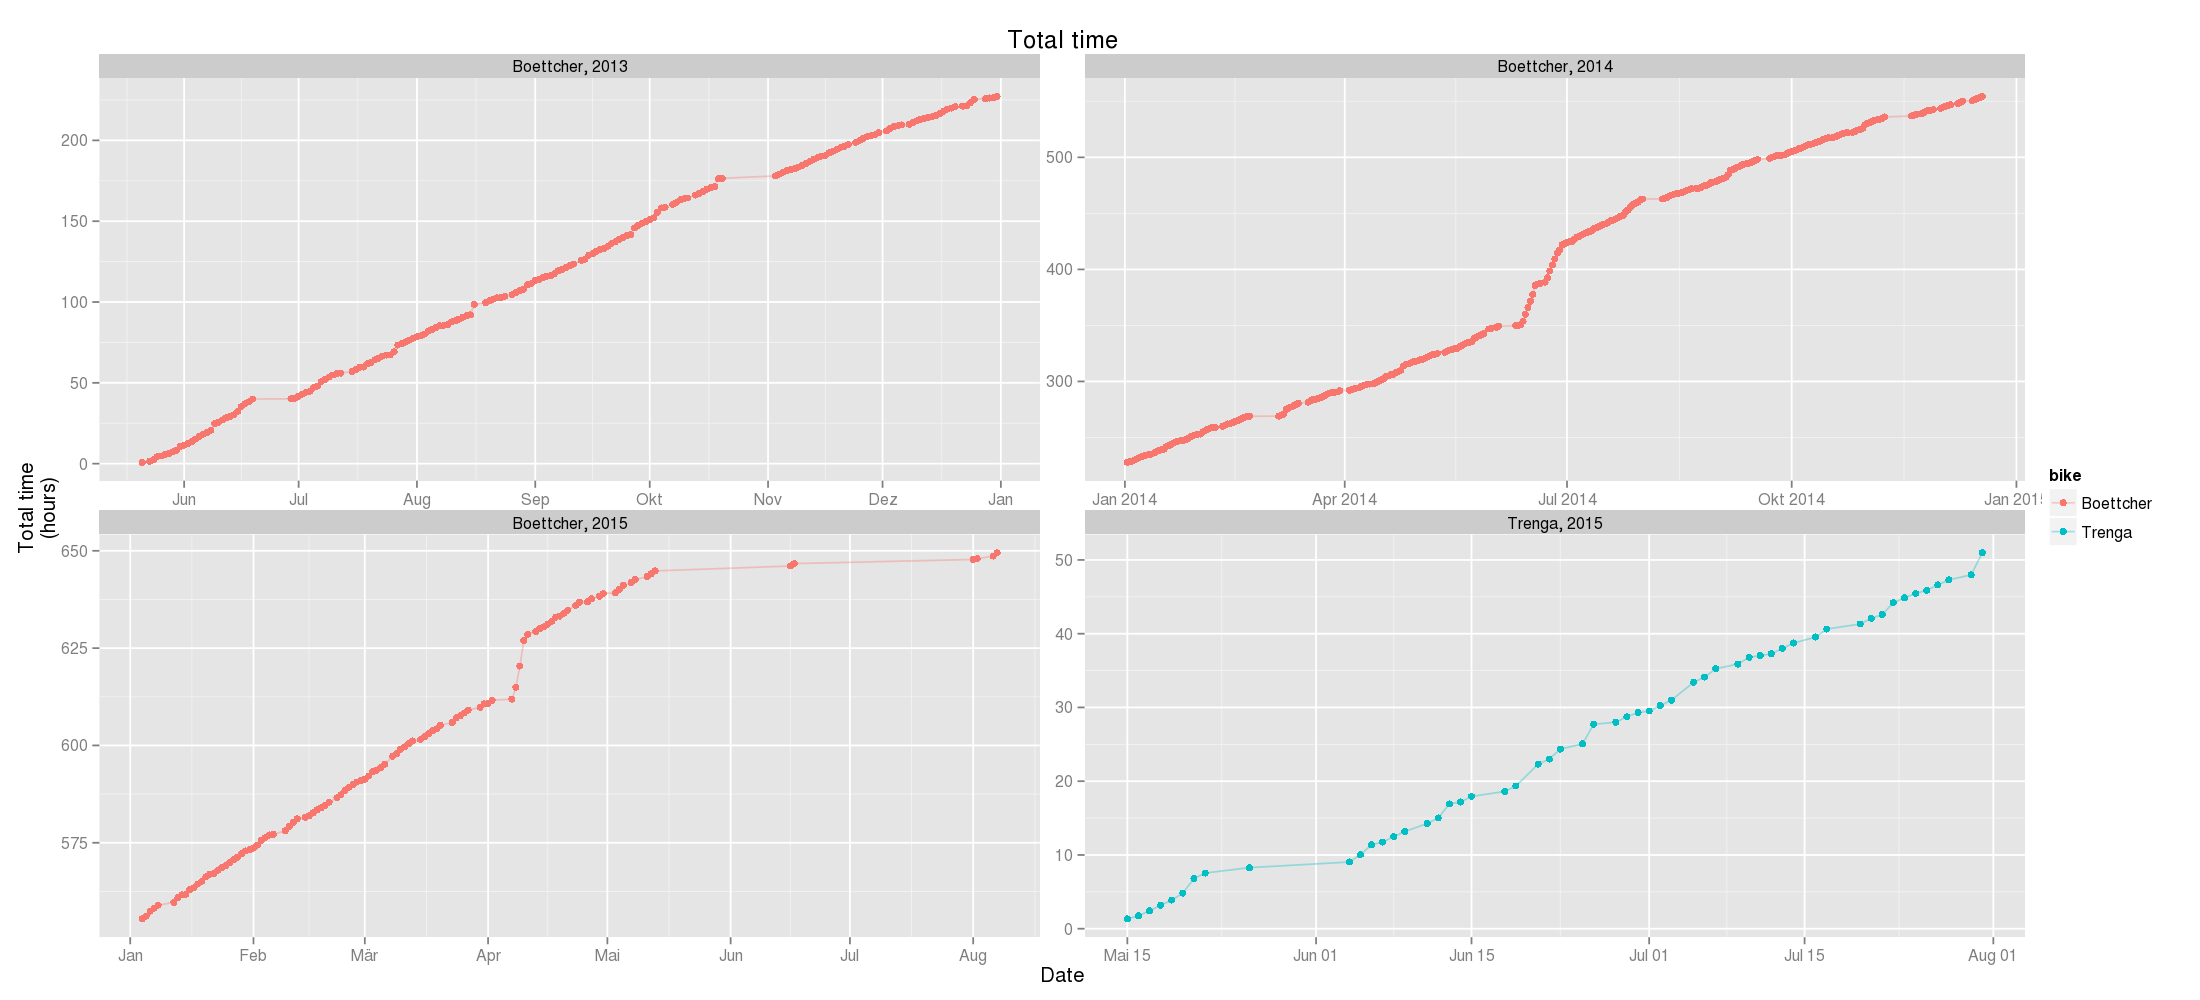 Total time
Boettcher, 2013
Boettcher, 2014
200
150
100
50
0
Jun Jul Aug Sep Okt Nov Dez Jan
500
400
300
Jan 2014 Apr 2014 Jul 2014 Okt 2014 Jan 2015
Total time
(hours)
Boettcher, 2015
Trenga, 2015
650
625
600
575
Jan Feb Mär Apr Mai Jun Jul Aug
50
40
30
20
10
0
Mai 15 Jun 01 Jun 15 Jul 01 Jul 15 Aug 01
Date
bike
Boettcher
Trenga